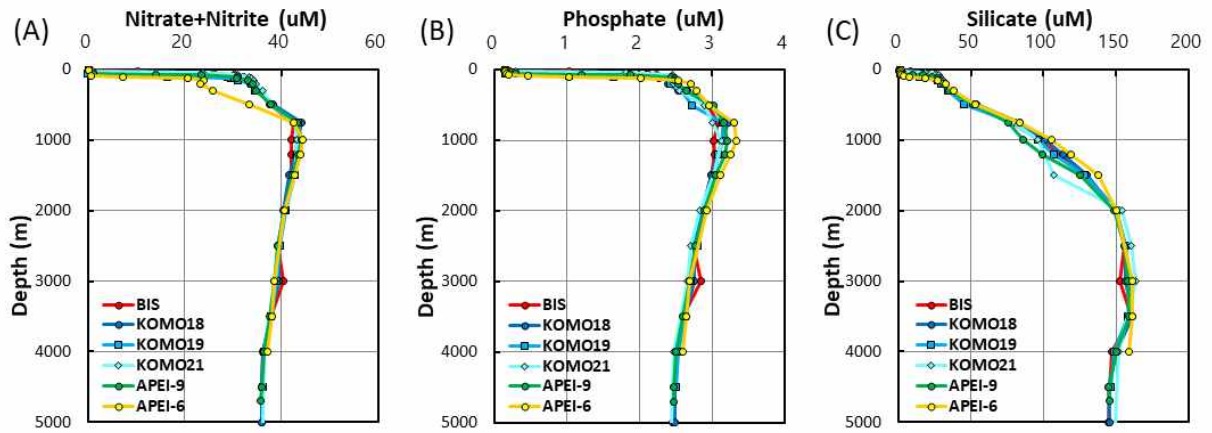 (A)
Nitrate+Nitrite (uM)
0 20 40 60
Depth (m)
0
1000
2000
3000
4000
5000
BIS
KOMO18
KOMO19
KOMO21
APEI-9
APEI-6
(B)
Phosphate (uM)
0 1 2 3 4
Depth (m)
0
1000
2000
3000
4000
5000
BIS
KOMO18
KOMO19
KOMO21
APEI-9
APEI-6
(C)
Silicate (uM)
0 50 100 150 200
Depth (m)
0
1000
2000
3000
4000
5000
BIS
KOMO18
KOMO19
KOMO21
APEI-9
APEI-6